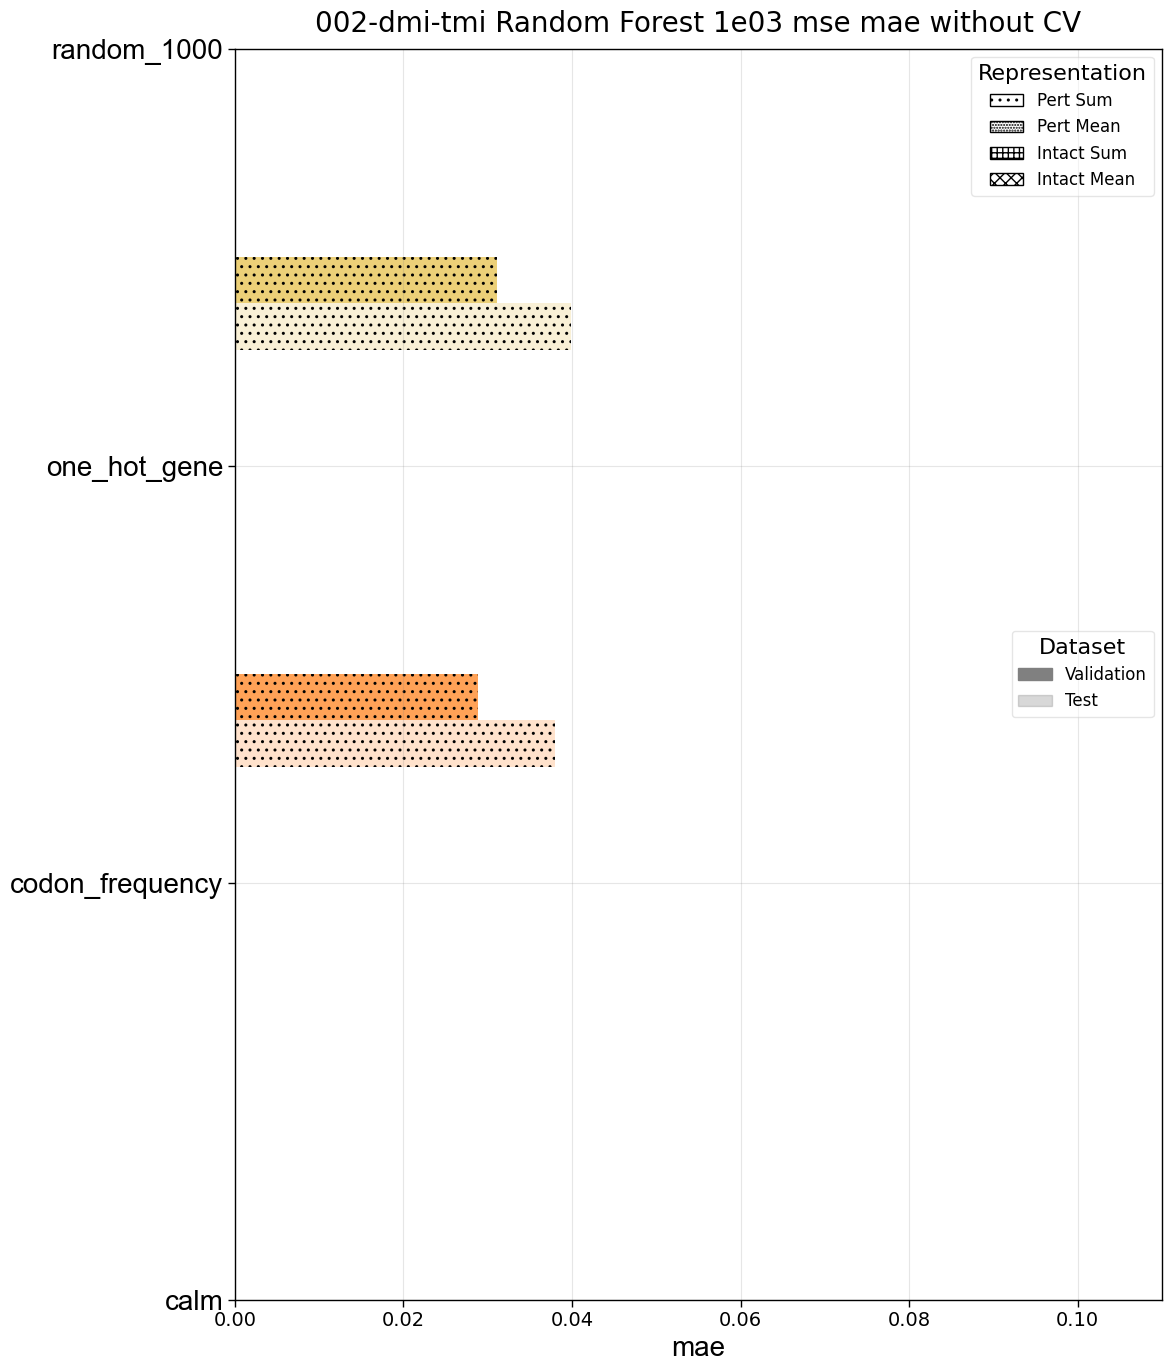 002-dmi-tmi Random Forest 1e03 mse mae without CV
random_1000
Representation
Pert Sum
Pert Mean
Intact Sum
Intact Mean
one_hot_gene
Dataset
Validation
Test
codon_frequency
calm
0.00 0.02 0.04 0.06 0.08 0.10
mae